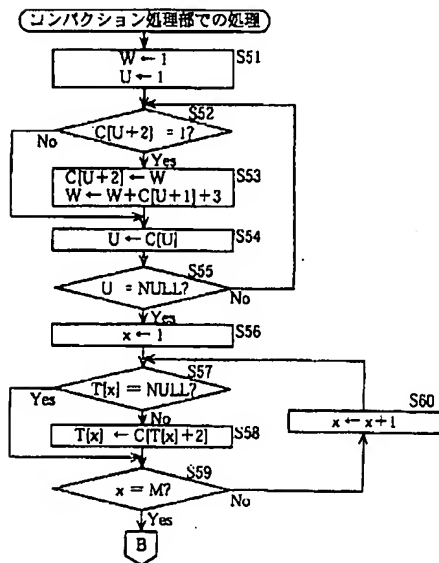 コンパクション処理部での処理
W ← 1
U ← 1
S51
S52
C[U+2] = 1?
No
Yes
C[U+2] ← W
W ← W+C[U+1]+3
S53
U ← C[U]
S54
S55
U = NULL?
No
Yes
x ← 1
S56
S57
T[x] = NULL?
Yes
No
T[x] ← C[T[x]+2]
S58
x ← x+1
S60
S59
x = M?
No
Yes
B